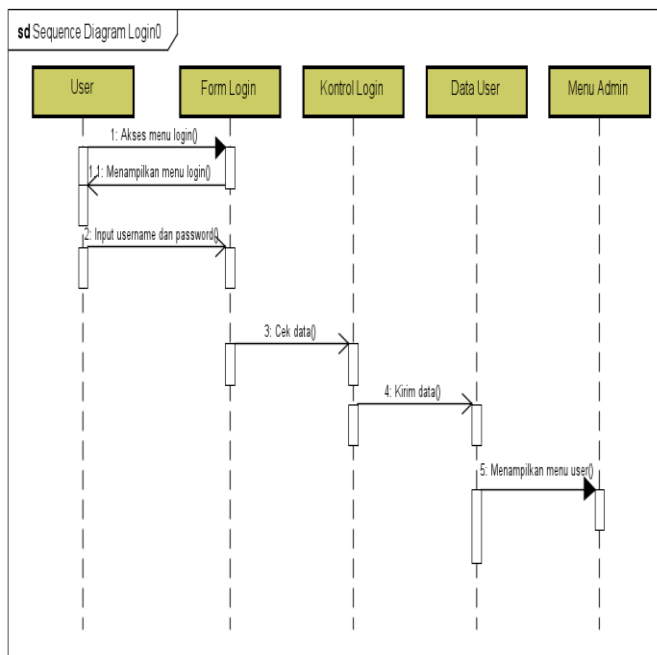 sd Sequence Diagram Login0
User
Form Login
Kontrol Login
Data User
Menu Admin
1: Akses menu login()
1.1: Menampilkan menu login()
2: Input username dan password()
3: Cek data()
4: Kirim data()
5: Menampilkan menu user()